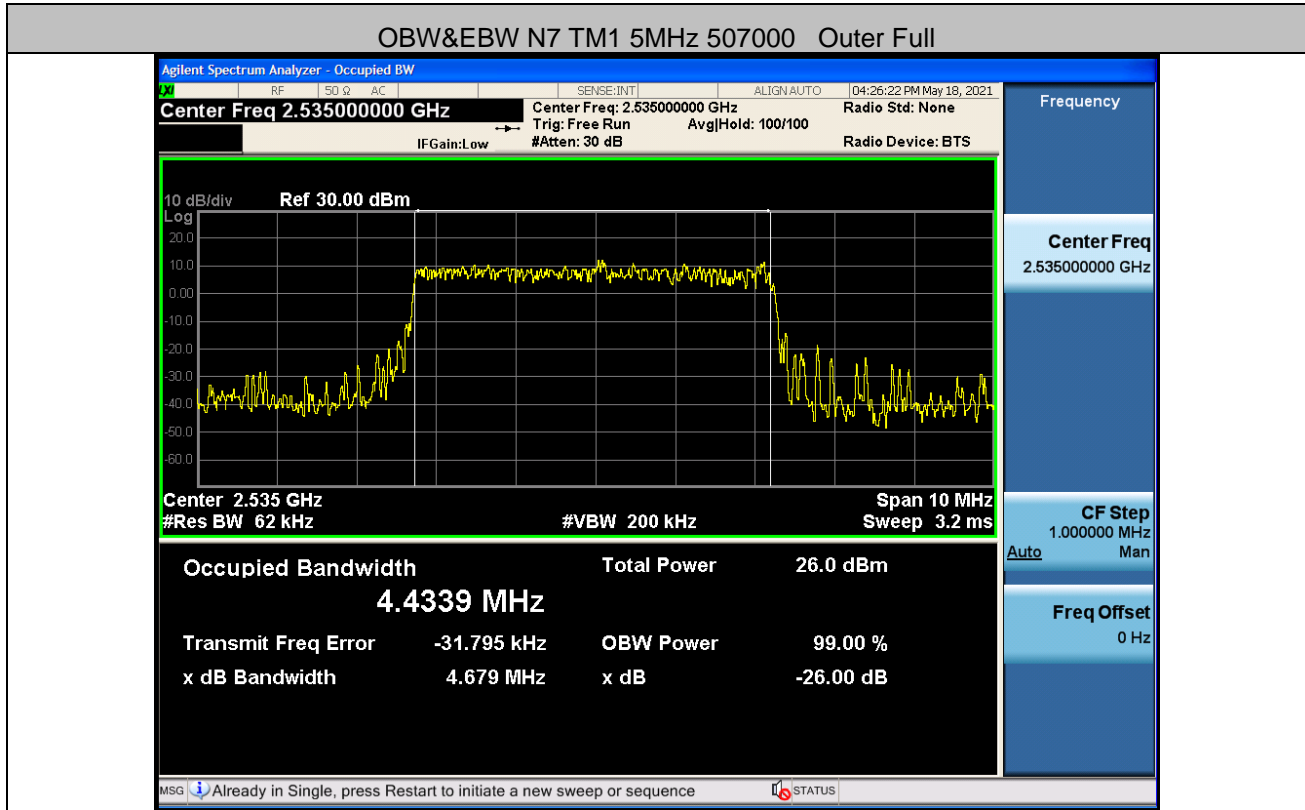 OBW&EBW N7 TM1 5MHz 507000 Outer Full
Agilent Spectrum Analyzer - Occupied BW
LXI RF 50 Ω AC SENSE:INT ALIGN AUTO 04:26:22 PM May 18, 2021
Center Freq 2.535000000 GHz
Center Freq: 2.535000000 GHz
Radio Std: None
Trig: Free Run Avg|Hold: 100/100
IFGain:Low #Atten: 30 dB Radio Device: BTS
10 dB/div Ref 30.00 dBm
Log
20.0
10.0
0.00
-10.0
-20.0
-30.0
-40.0
-50.0
-60.0
Center 2.535 GHz Span 10 MHz
#Res BW 62 kHz #VBW 200 kHz Sweep 3.2 ms
Occupied Bandwidth Total Power 26.0 dBm
4.4339 MHz
Transmit Freq Error -31.795 kHz OBW Power 99.00 %
x dB Bandwidth 4.679 MHz x dB -26.00 dB
Frequency
Center Freq
2.535000000 GHz
CF Step
1.000000 MHz
Auto Man
Freq Offset
0 Hz
MSG Already in Single, press Restart to initiate a new sweep or sequence STATUS